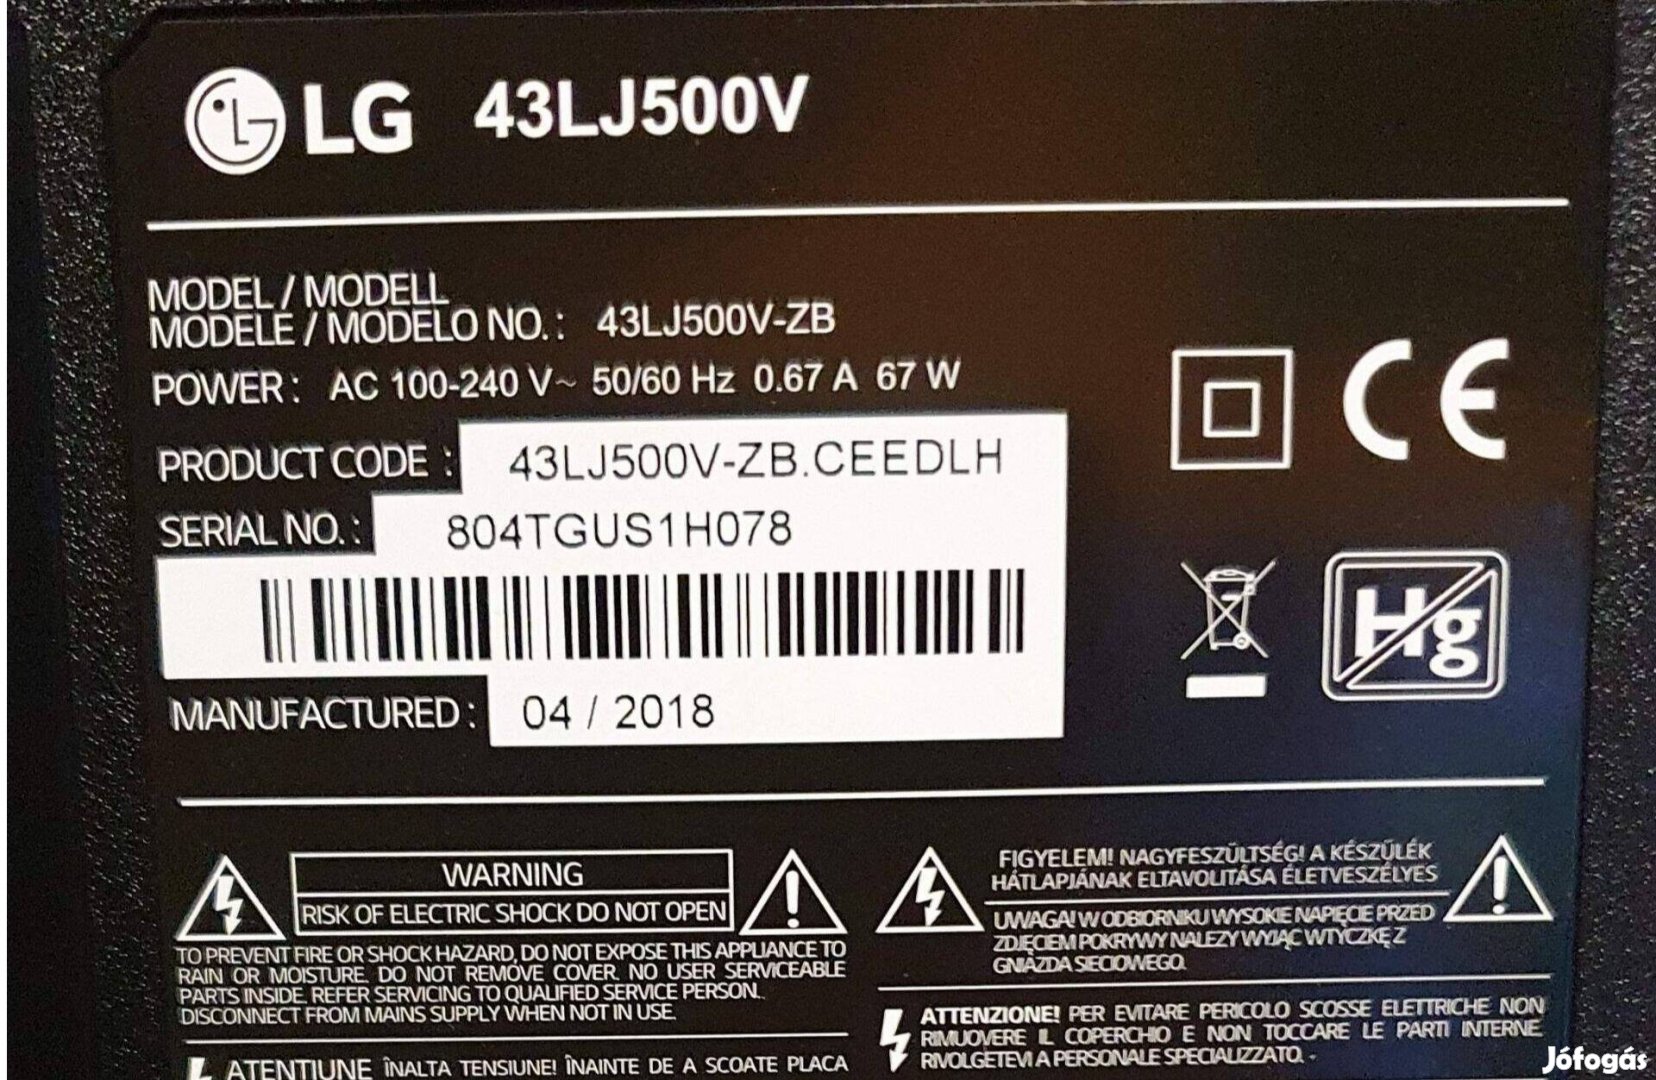 LG 43LJ500V
MODEL / MODELL
MODELE / MODELO NO. : 43LJ500V-ZB
POWER : AC 100-240 V~ 50/60 Hz 0.67 A 67 W
PRODUCT CODE : 43LJ500V-ZB.CEEDLH
SERIAL NO. : 804TGUS1H078
MANUFACTURED : 04 / 2018
CE
Hg
WARNING
RISK OF ELECTRIC SHOCK DO NOT OPEN
TO PREVENT FIRE OR SHOCK HAZARD, DO NOT EXPOSE THIS APPLIANCE TO
RAIN OR MOISTURE. DO NOT REMOVE COVER. NO USER SERVICEABLE
PARTS INSIDE. REFER SERVICING TO QUALIFIED SERVICE PERSON.
DISCONNECT FROM MAINS SUPPLY WHEN NOT IN USE.
ATENTIUNE ÎNALTA TENSIUNE! ÎNAINTE DE A SCOATE PLACA
FIGYELEM! NAGYFESZÜLTSÉG! A KÉSZÜLÉK
HÁTLAPJÁNAK ELTAVOLITÁSA ÉLETVESZÉLYES
UWAGA! W ODBIORNIKU WYSOKIE NAPIĘCIE PRZED
ZDJĘCIEM POKRYWY NALEZY WYJĄC WTYCZKĘ Z
GNIAZDA SIECIOWEGO.
ATTENZIONE! PER EVITARE PERICOLO SCOSSE ELETTRICHE NON
RIMUOVERE IL COPERCHIO E NON TOCCARE LE PARTI INTERNE.
RIVOLGETEVI A PERSONALE SPECIALIZZATO. -
Jófogás